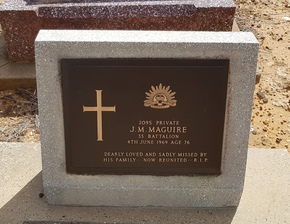 2095 PRIVATE
J.M. MAGUIRE
53 BATTALION
4TH JUNE 1969 AGE 76
DEARLY LOVED AND SADLY MISSED BY
HIS FAMILY NOW REUNITED - R.I.P.